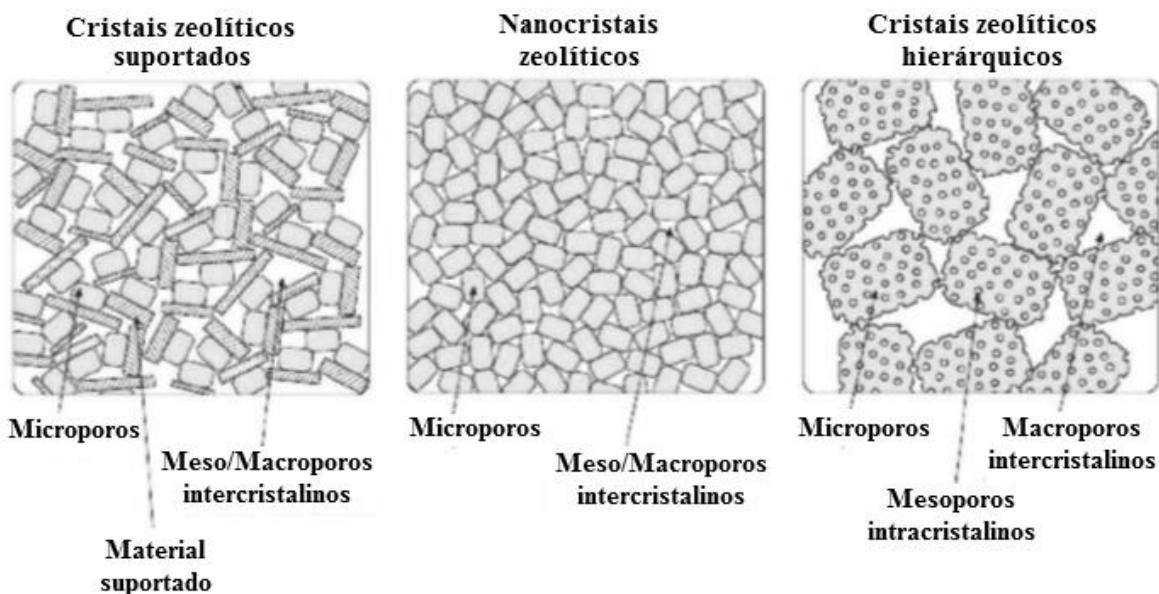 Cristais zeolíticos
suportados
Nanocristais
zeolíticos
Cristais zeolíticos
hierárquicos
Microporos
Meso/Macroporos
intercristalinos
Material
suportado
Microporos
Meso/Macroporos
intercristalinos
Microporos
Mesoporos
intracristalinos
Macroporos
intercristalinos